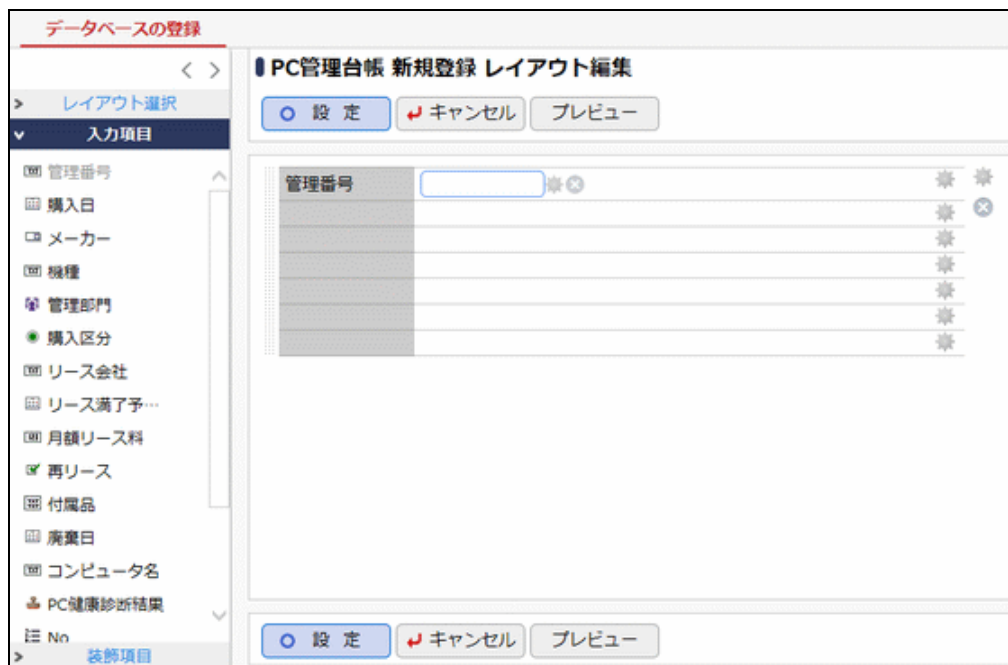 データベースの登録
レイアウト選択
入力項目
管理番号
購入日
メーカー
機種
管理部門
購入区分
リース会社
リース満了予…
月額リース料
再リース
付属品
廃棄日
コンピュータ名
PC健康診断結果
No
装飾項目
PC管理台帳 新規登録 レイアウト編集
設 定
キャンセル
プレビュー
管理番号
設 定
キャンセル
プレビュー